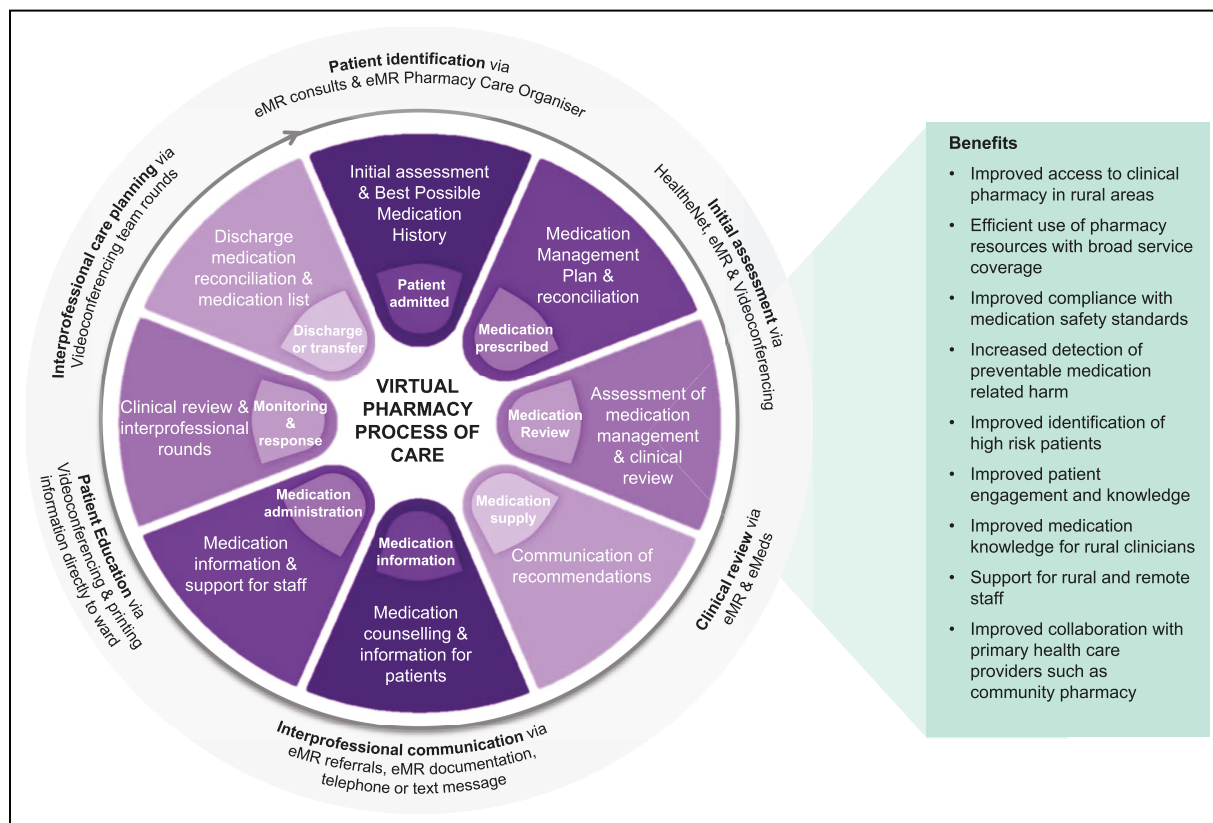 Patient identification via
eMR consults & eMR Pharmacy Care Organiser
Initial assessment via
HealtheNet, eMR & Videoconferencing
Clinical review via
eMR & eMeds
Interprofessional communication via
eMR referrals, eMR documentation,
telephone or text message
Patient Education via
Videoconferencing & printing
information directly to ward
Interprofessional care planning via
Videoconferencing team rounds
Initial assessment
& Best Possible
Medication
History
Patient
admitted
Medication
Management
Plan &
reconciliation
Medication
prescribed
Assessment of
medication
management
& clinical
review
Medication
Review
Communication of
recommendations
Medication
supply
Medication
counselling &
information for
patients
Medication
information
Medication
information &
support for staff
Medication
administration
Clinical review &
interprofessional
rounds
Monitoring
&
response
Discharge
medication
reconciliation &
medication list
Discharge
or transfer
VIRTUAL
PHARMACY
PROCESS OF
CARE
Benefits
• Improved access to clinical
pharmacy in rural areas
• Efficient use of pharmacy
resources with broad service
coverage
• Improved compliance with
medication safety standards
• Increased detection of
preventable medication
related harm
• Improved identification of
high risk patients
• Improved patient
engagement and knowledge
• Improved medication
knowledge for rural clinicians
• Support for rural and remote
staff
• Improved collaboration with
primary health care
providers such as
community pharmacy